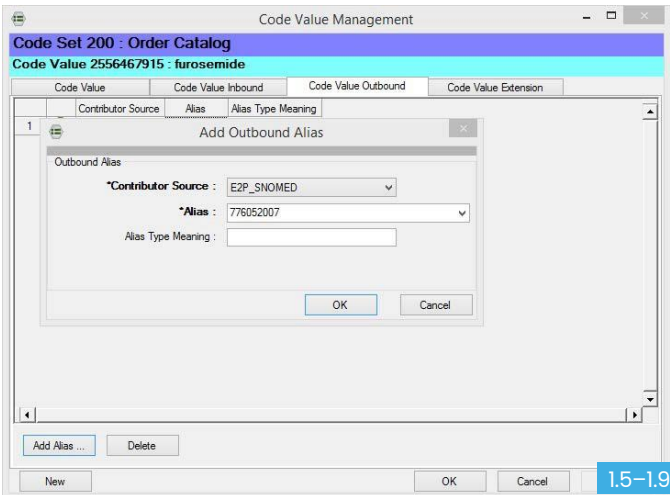 Code Value Management
Code Set 200 : Order Catalog
Code Value 2556467915 : furosemide
Code Value Code Value Inbound Code Value Outbound Code Value Extension
Contributor Source Alias Alias Type Meaning
1
Add Outbound Alias
Outbound Alias
*Contributor Source : E2P_SNOMED
*Alias : 776052007
Alias Type Meaning :
OK Cancel
Add Alias ... Delete
New OK Cancel
1.5–1.9